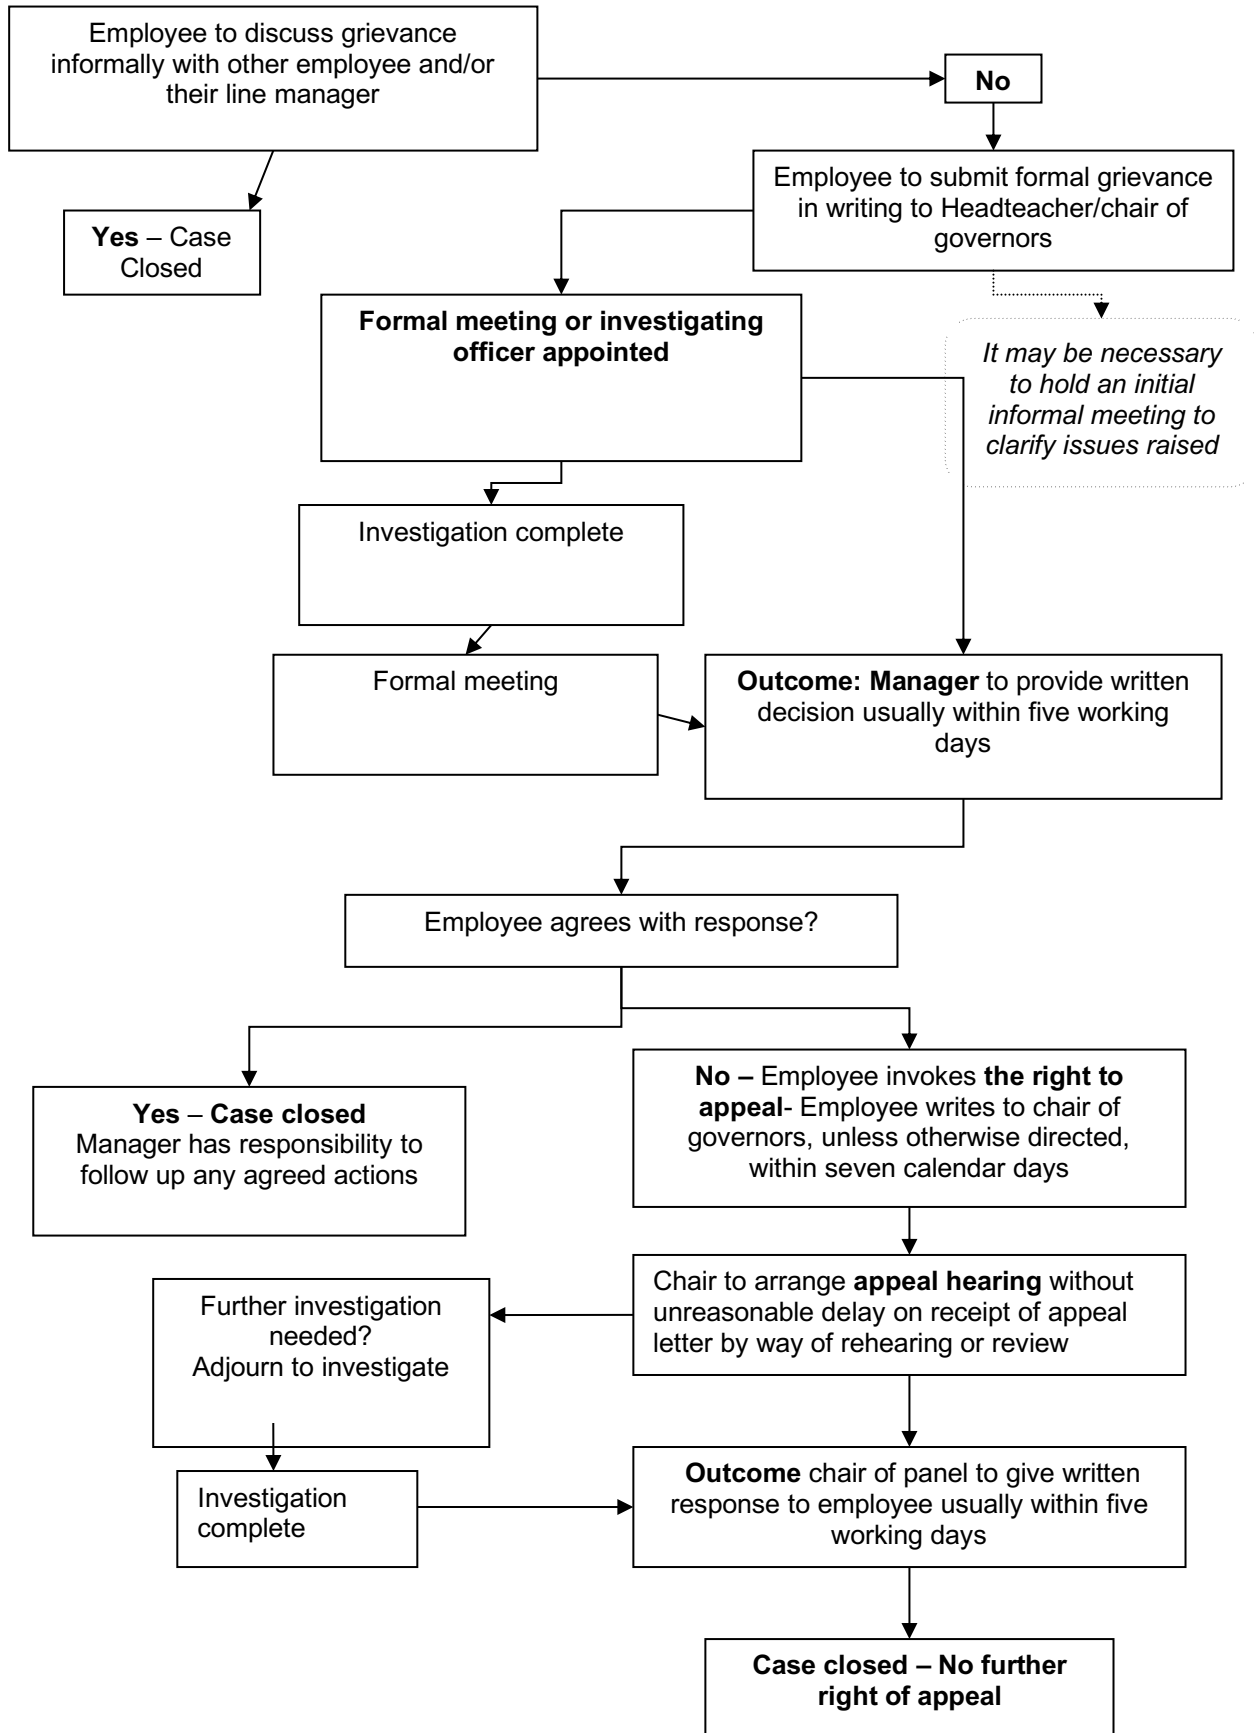 Employee to discuss grievance
informally with other employee and/or
their line manager
No
Yes – Case
Closed
Employee to submit formal grievance
in writing to Headteacher/chair of
governors
Formal meeting or investigating
officer appointed
It may be necessary
to hold an initial
informal meeting to
clarify issues raised
Investigation complete
Formal meeting
Outcome: Manager to provide written
decision usually within five working
days
Employee agrees with response?
Yes – Case closed
Manager has responsibility to
follow up any agreed actions
No – Employee invokes the right to
appeal- Employee writes to chair of
governors, unless otherwise directed,
within seven calendar days
Chair to arrange appeal hearing without
unreasonable delay on receipt of appeal
letter by way of rehearing or review
Further investigation
needed?
Adjourn to investigate
Investigation
complete
Outcome chair of panel to give written
response to employee usually within five
working days
Case closed – No further
right of appeal